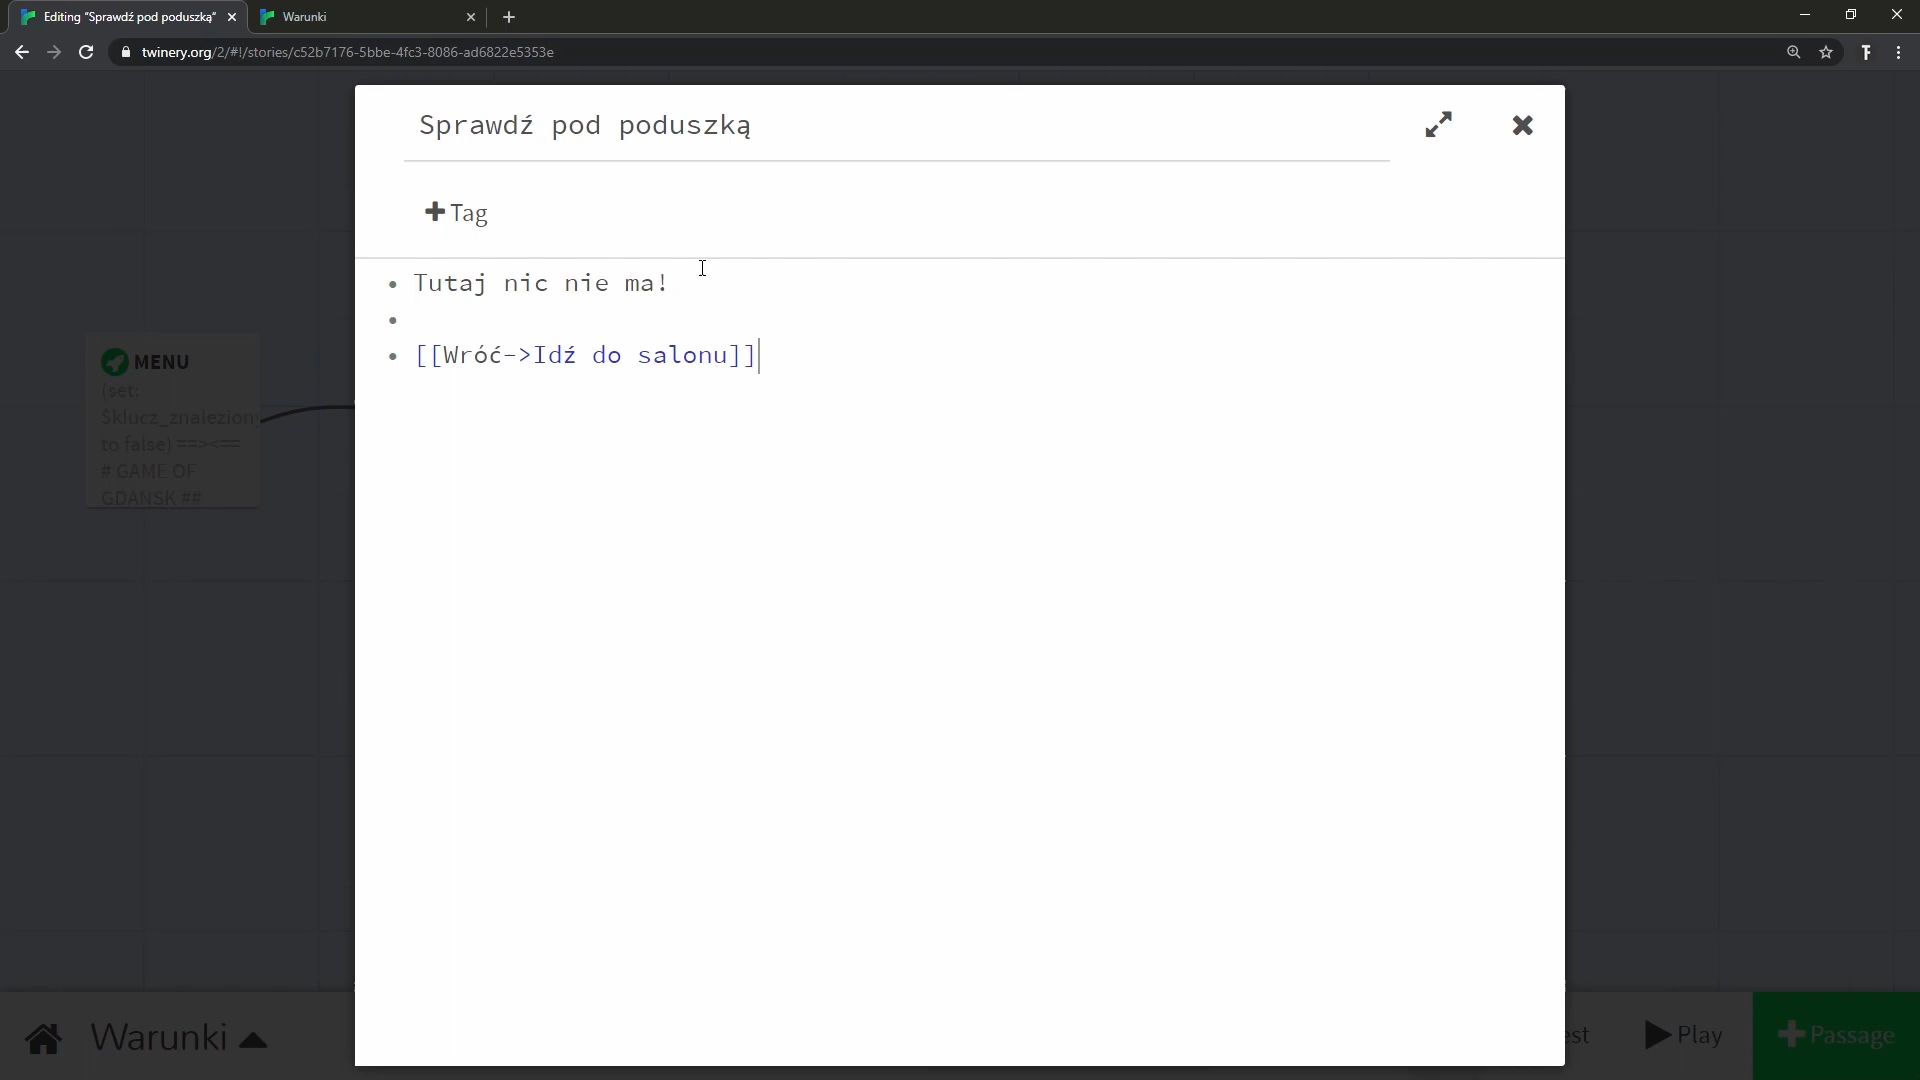 Editing "Sprawdź pod poduszką"
Warunki
twinery.org/2/#!/stories/c52b7176-5bbe-4fc3-8086-ad6822e5353e
Sprawdź pod poduszką
Tag
Tutaj nic nie ma!
[[Wróć->Idź do salonu]]
MENU
(set:
$klucz_znaleziony
to false) ==><==
# GAME OF
GDANSK ##
Warunki
Play
Passage